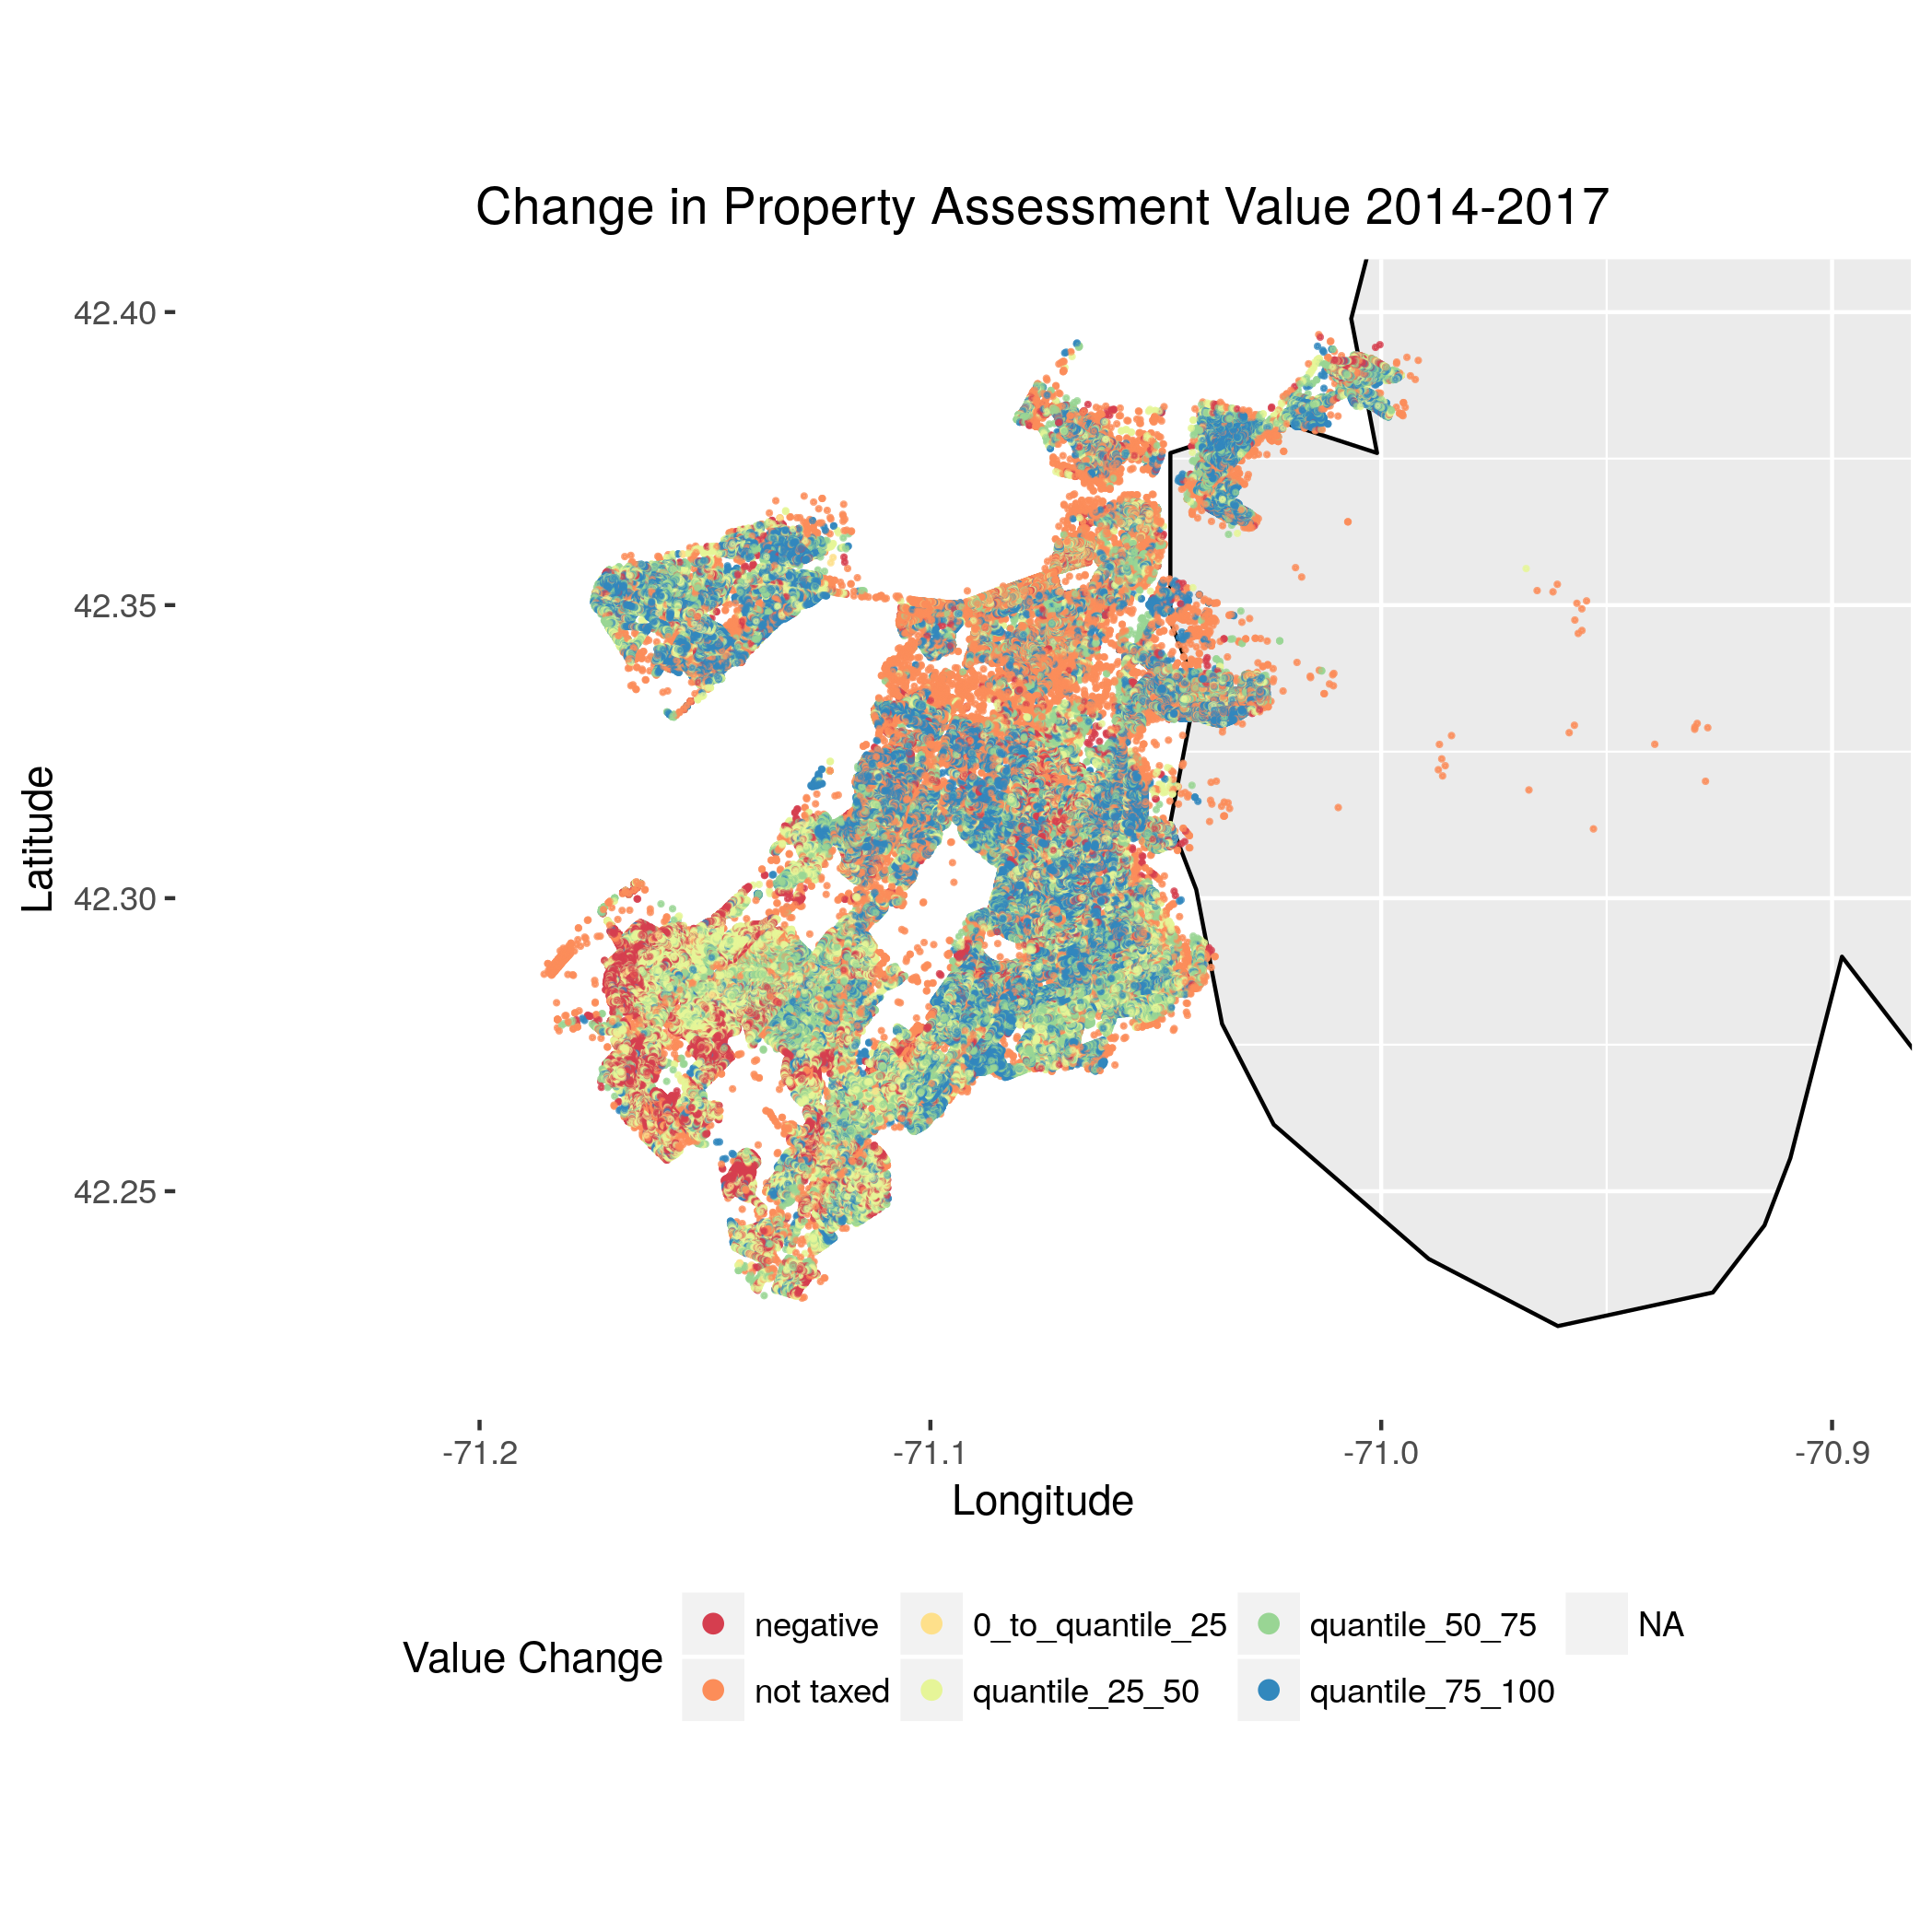 Change in Property Assessment Value 2014-2017
42.40
42.35
42.30
42.25
Latitude
-71.2 -71.1 -71.0 -70.9
Longitude
Value Change
negative 0_to_quantile_25 quantile_50_75 NA
not taxed quantile_25_50 quantile_75_100